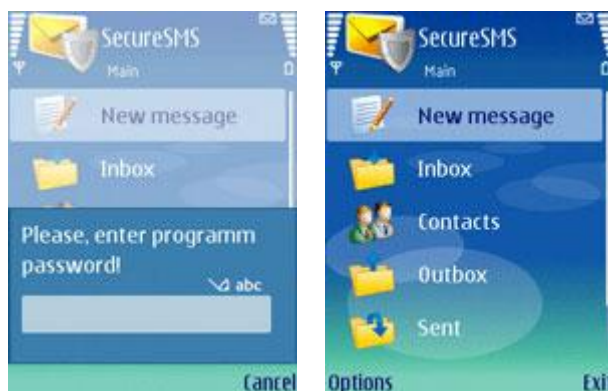 SecureSMS
Main
New message
Inbox
Please, enter programm
password!
abc
Cancel
SecureSMS
Main
New message
Inbox
Contacts
Outbox
Sent
Options
Exit